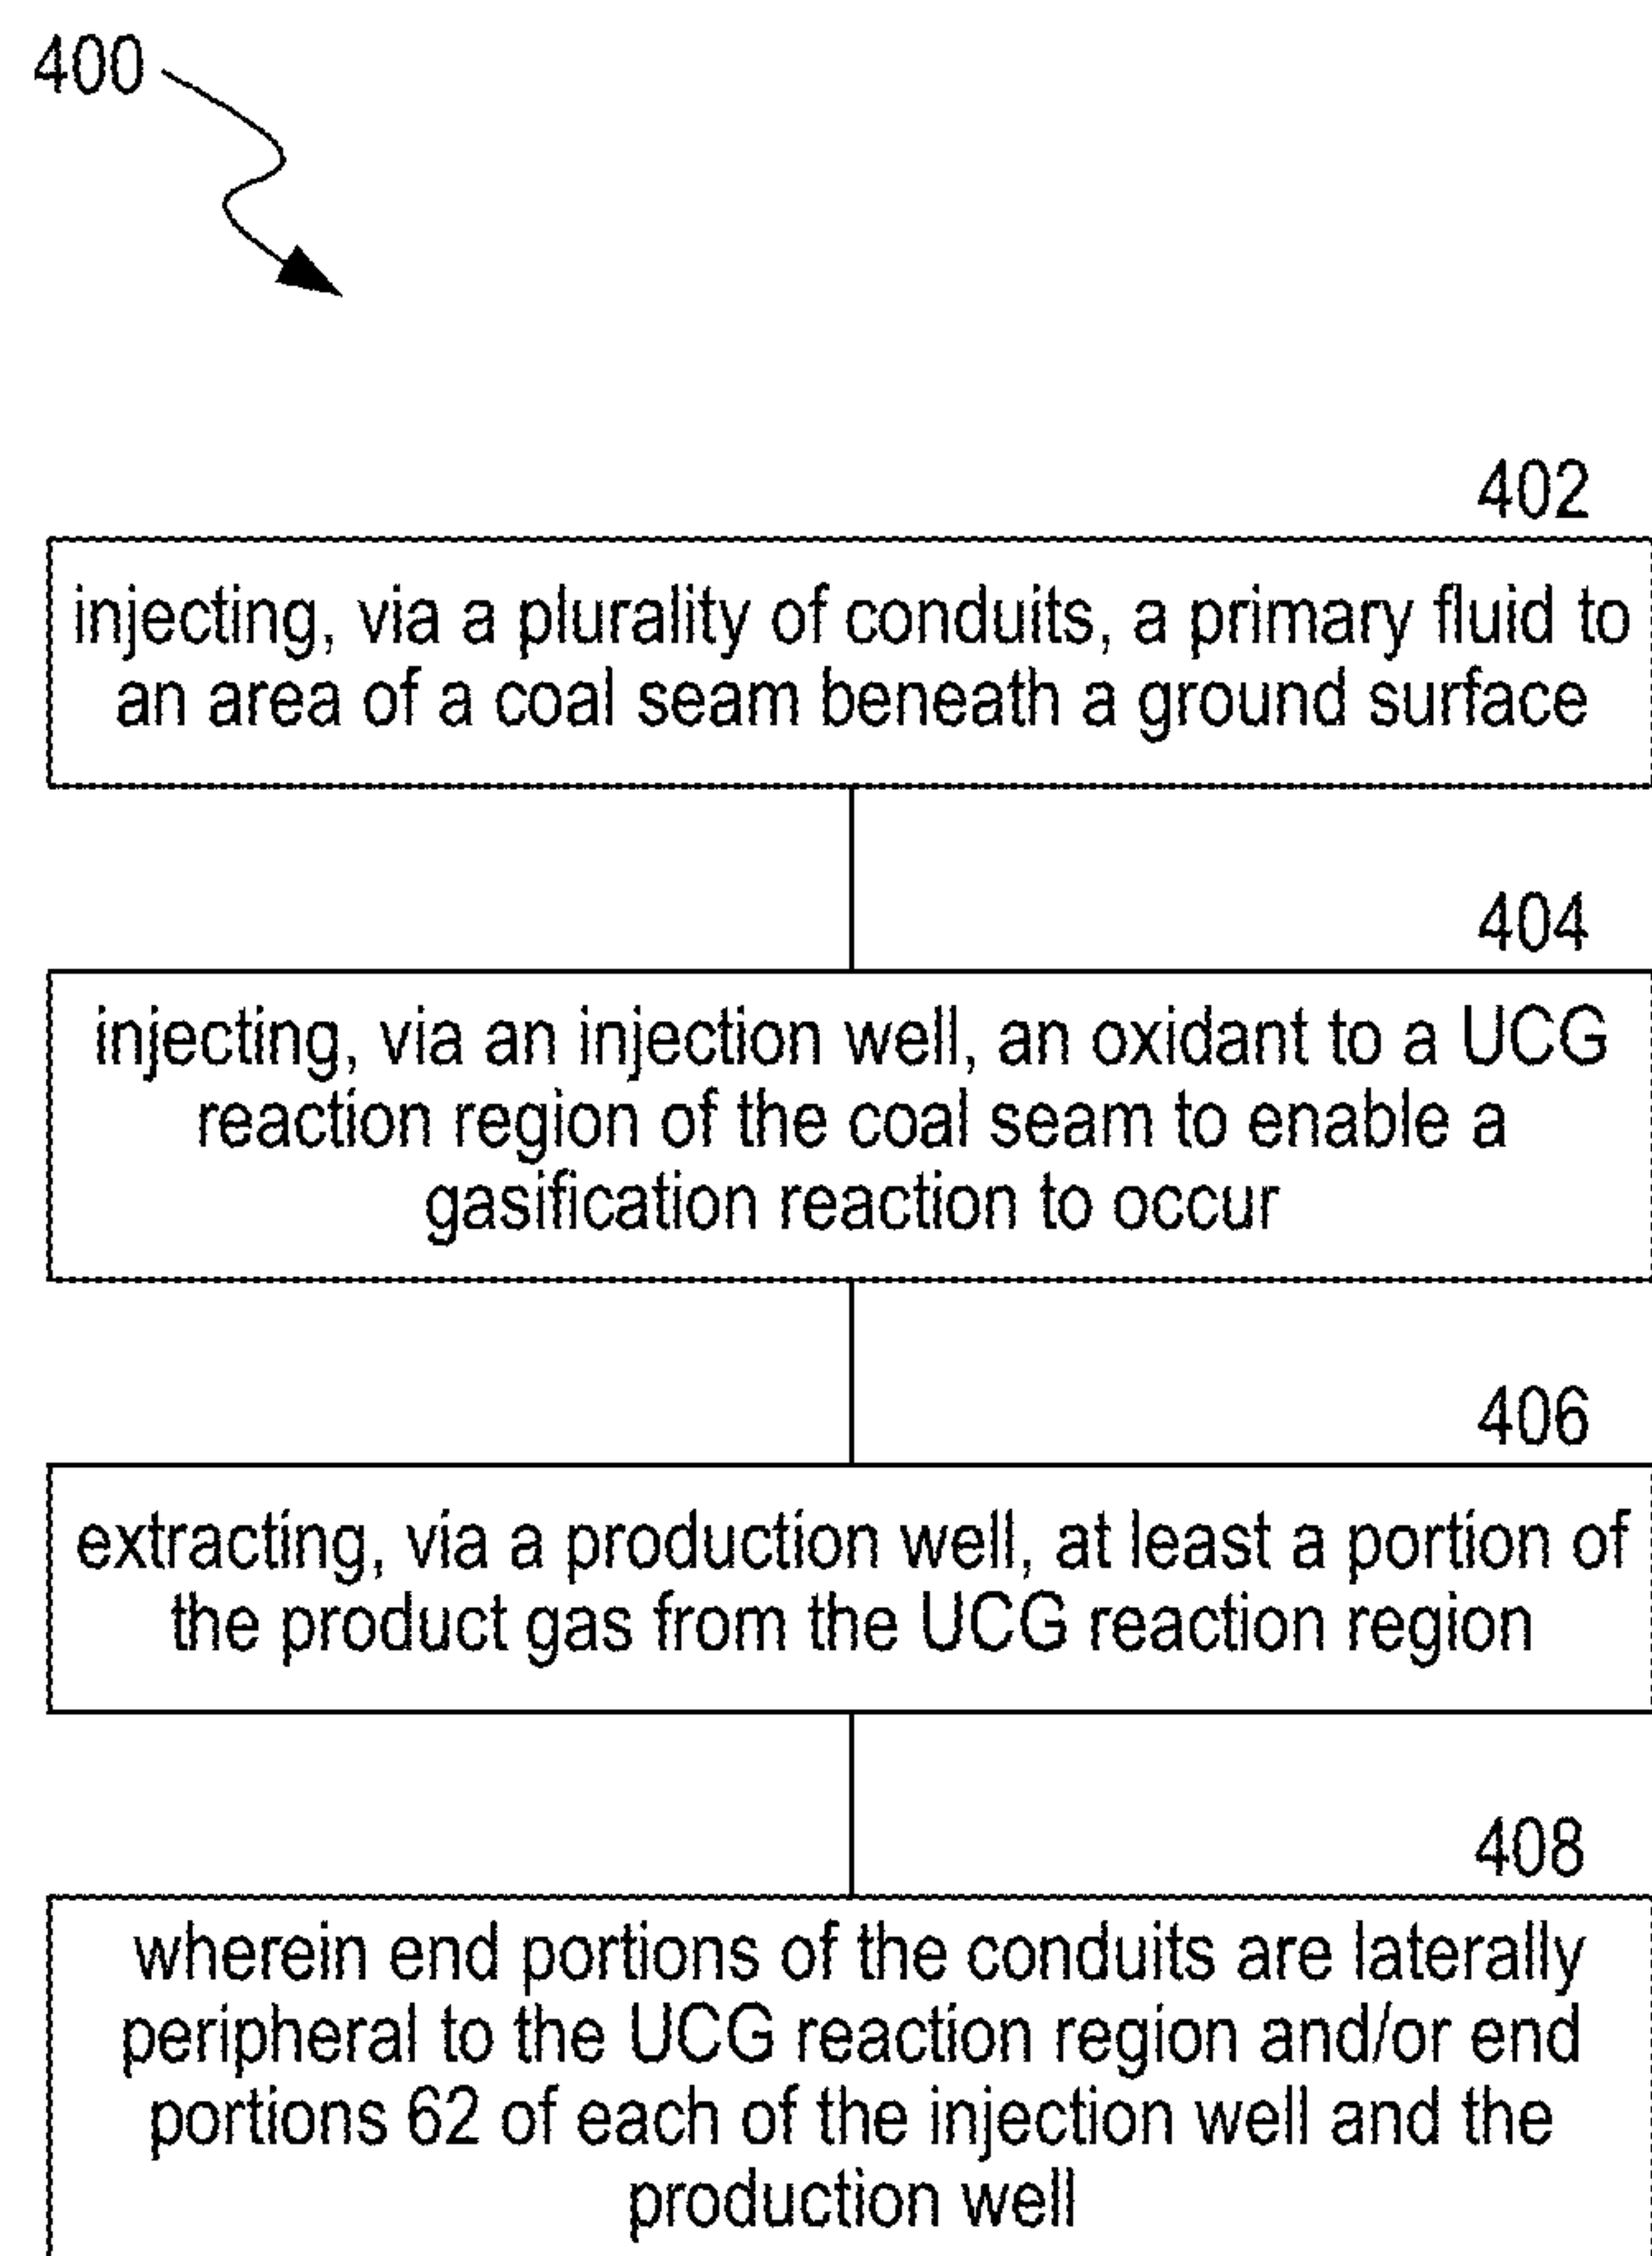 400
402
injecting, via a plurality of conduits, a primary fluid to
an area of a coal seam beneath a ground surface
404
injecting, via an injection well, an oxidant to a UCG
reaction region of the coal seam to enable a
gasification reaction to occur
406
extracting, via a production well, at least a portion of
the product gas from the UCG reaction region
408
wherein end portions of the conduits are laterally
peripheral to the UCG reaction region and/or end
portions 62 of each of the injection well and the
production well